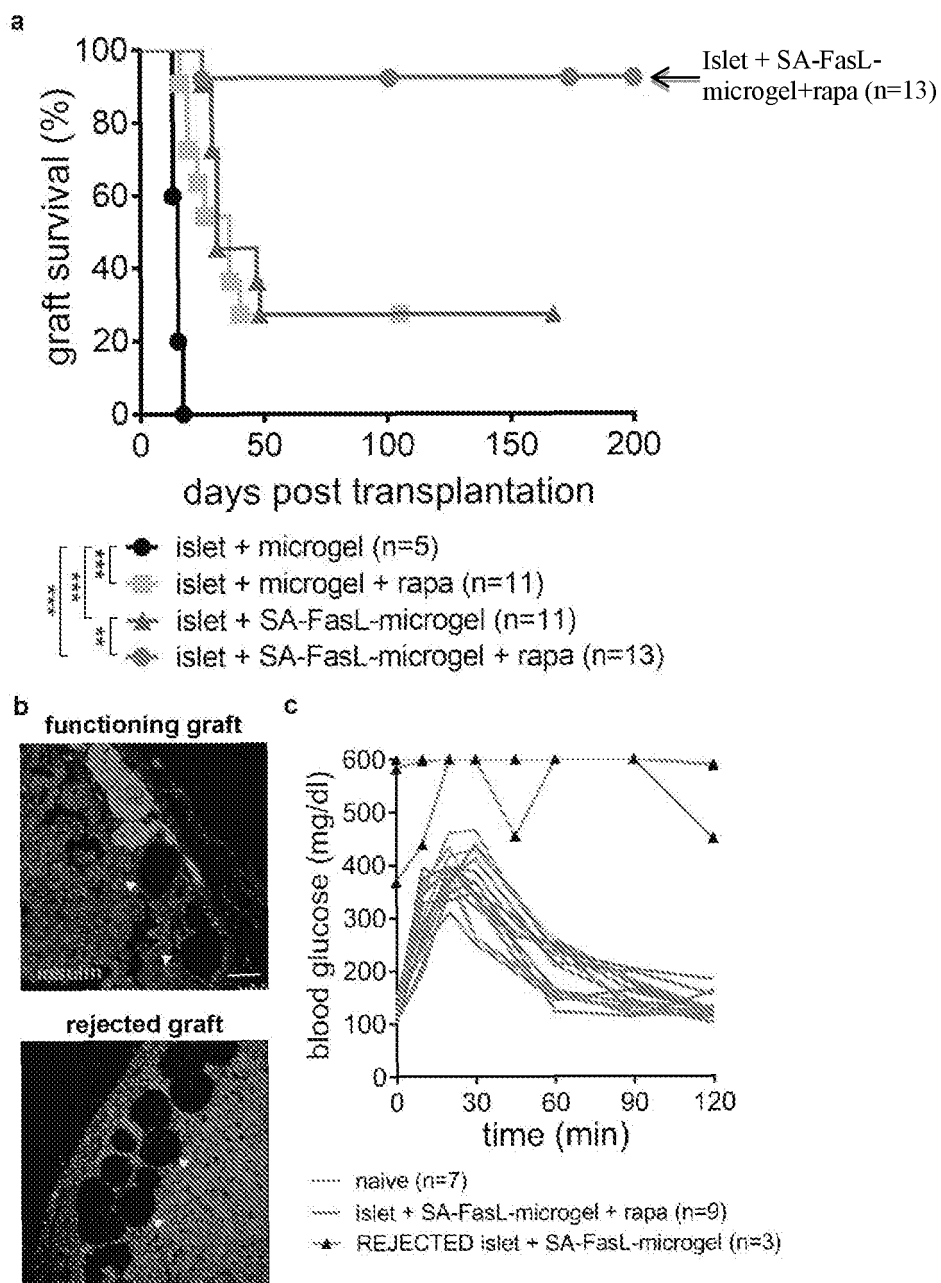 a
100
80
60
40
20
0
graft survival (%)
0 50 100 150 200
days post transplantation
Islet + SA-FasL-
microgel+rapa (n=13)
*** *** *** **
islet + microgel (n=5)
islet + microgel + rapa (n=11)
islet + SA-FasL-microgel (n=11)
islet + SA-FasL-microgel + rapa (n=13)
b
functioning graft
rejected graft
c
600
500
400
300
200
100
0
blood glucose (mg/dl)
0 30 60 90 120
time (min)
naive (n=7)
islet + SA-FasL-microgel + rapa (n=9)
REJECTED islet + SA-FasL-microgel (n=3)